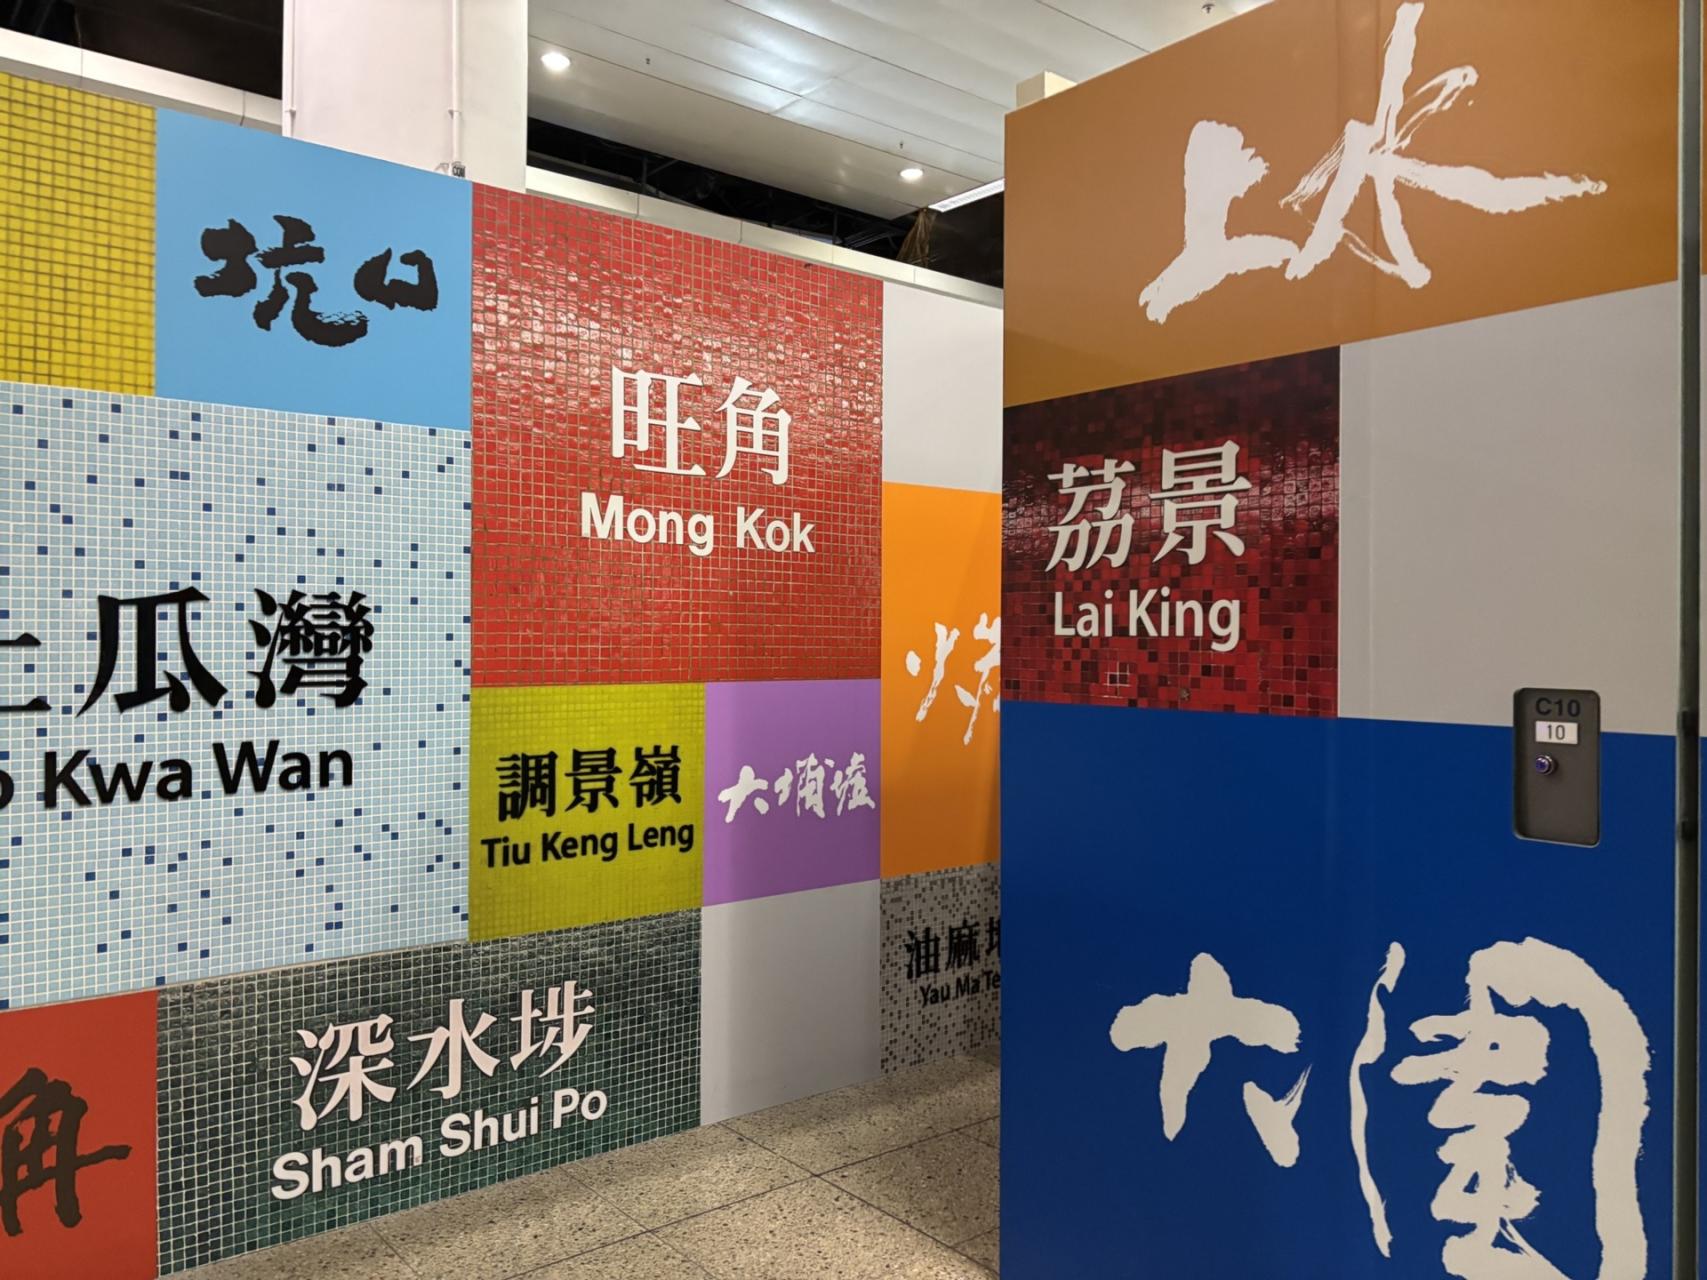 坑口
旺角
Mong Kok
瓜灣
Kwa Wan
調景嶺
Tiu Keng Leng
大埔墟
深水埗
Sham Shui Po
角
油麻
Yau Ma Te
上水
荔景
Lai King
C10
10
大圍